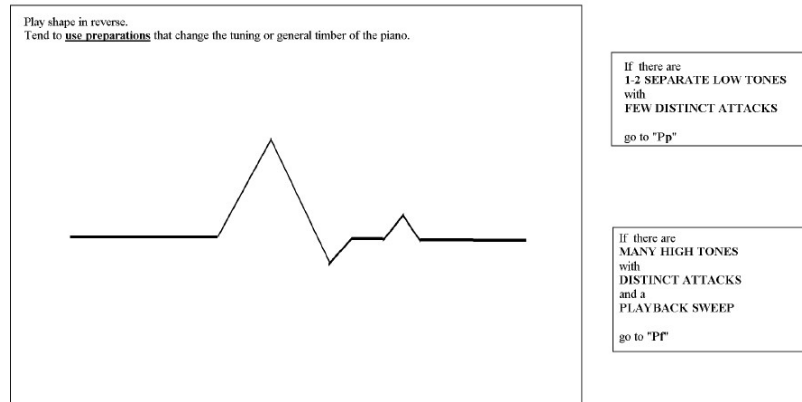 Play shape in reverse.
Tend to use preparations that change the tuning or general timber of the piano.
If there are
1-2 SEPARATE LOW TONES
with
FEW DISTINCT ATTACKS
go to "Pp"
If there are
MANY HIGH TONES
with
DISTINCT ATTACKS
and a
PLAYBACK SWEEP
go to "Pf"